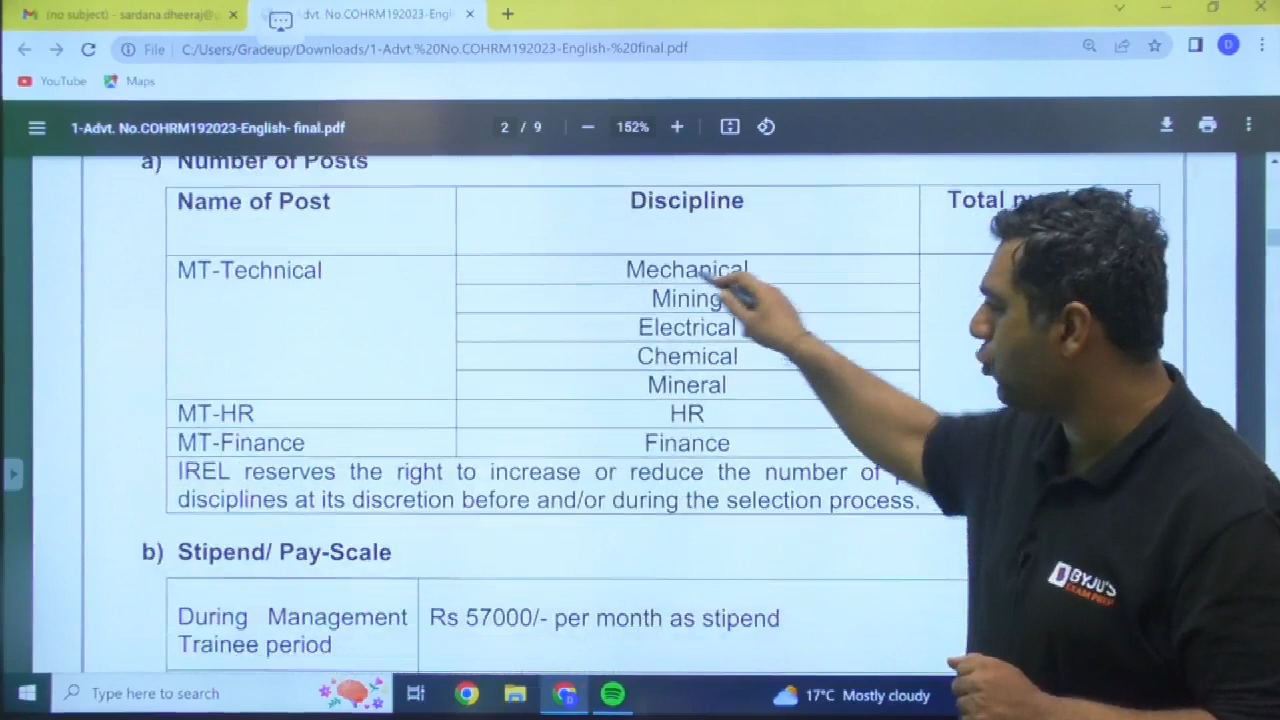 (no subject) - sardana.dheeraj@
dvt. No.COHRM192023-Engl
File C:/Users/Gradeup/Downloads/1-Advt.%20No.COHRM192023-English-%20final.pdf
D
YouTube Maps
1-Advt. No.COHRM192023-English- final.pdf 2 / 9 152%
a) Number of Posts
Name of Post Discipline Total
MT-Technical Mechanical
Mining
Electrical
Chemical
Mineral
MT-HR HR
MT-Finance Finance
IREL reserves the right to increase or reduce the number of
disciplines at its discretion before and/or during the selection process.
b) Stipend/ Pay-Scale
During Management Rs 57000/- per month as stipend
Trainee period
BYJU'S
EXAM PREP
Type here to search 17°C Mostly cloudy